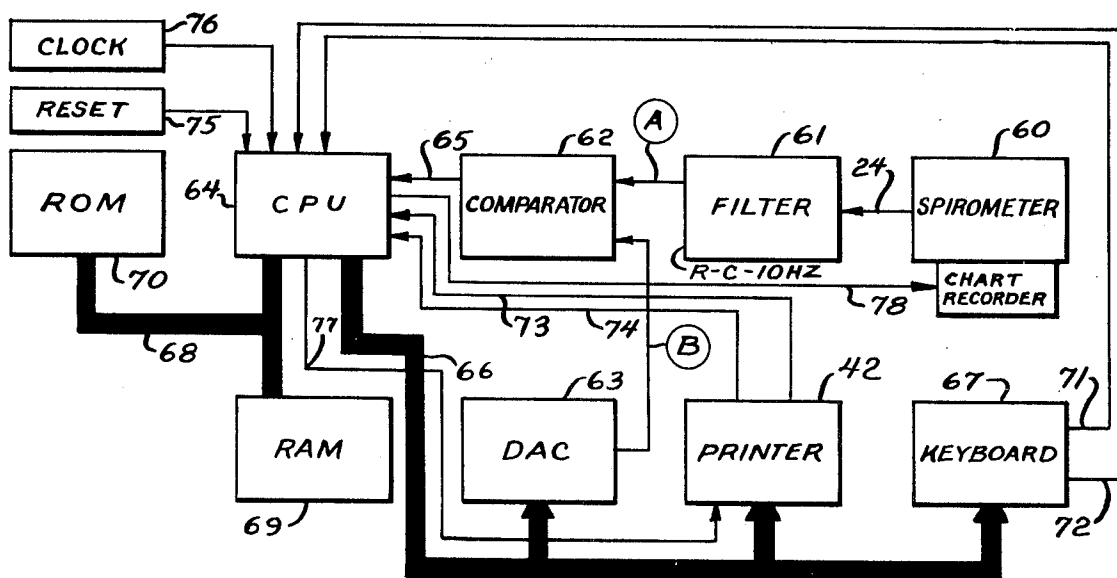 76
CLOCK
RESET
75
ROM
70
64
CPU
65
62
COMPARATOR
A
61
FILTER
R-C-10HZ
24
60
SPIROMETER
CHART
RECORDER
78
73
74
B
68
77
66
RAM
69
63
DAC
42
PRINTER
67
KEYBOARD
71
72